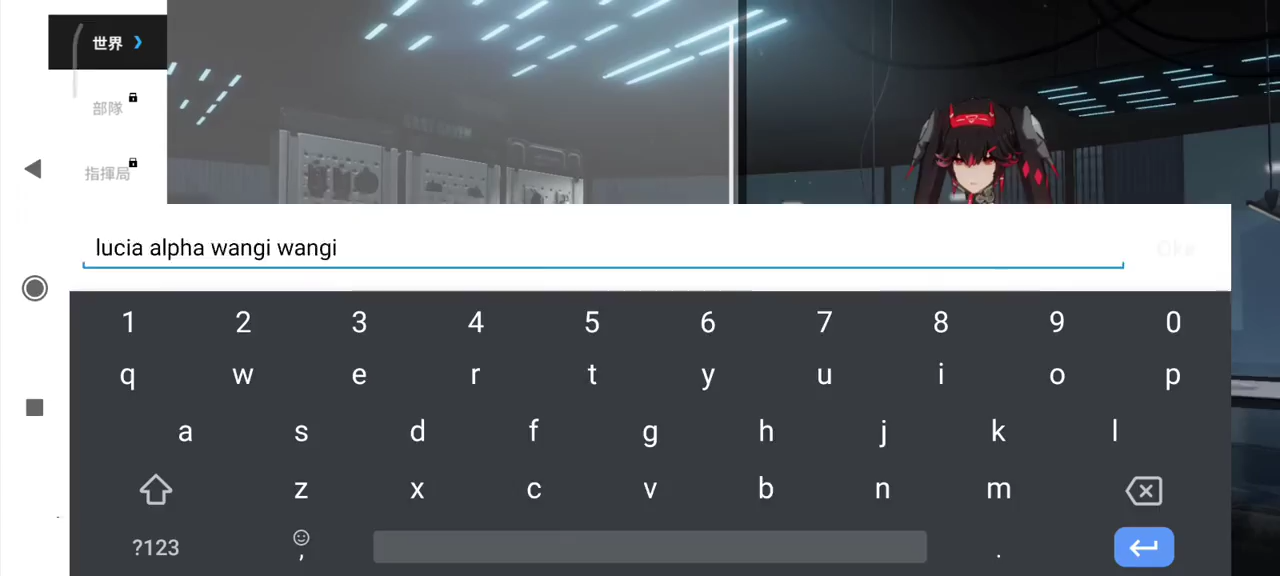 世界
部隊
指揮局
lucia alpha wangi wangi
Oke
1 2 3 4 5 6 7 8 9 0
q w e r t y u i o p
a s d f g h j k l
z x c v b n m
?123 , .